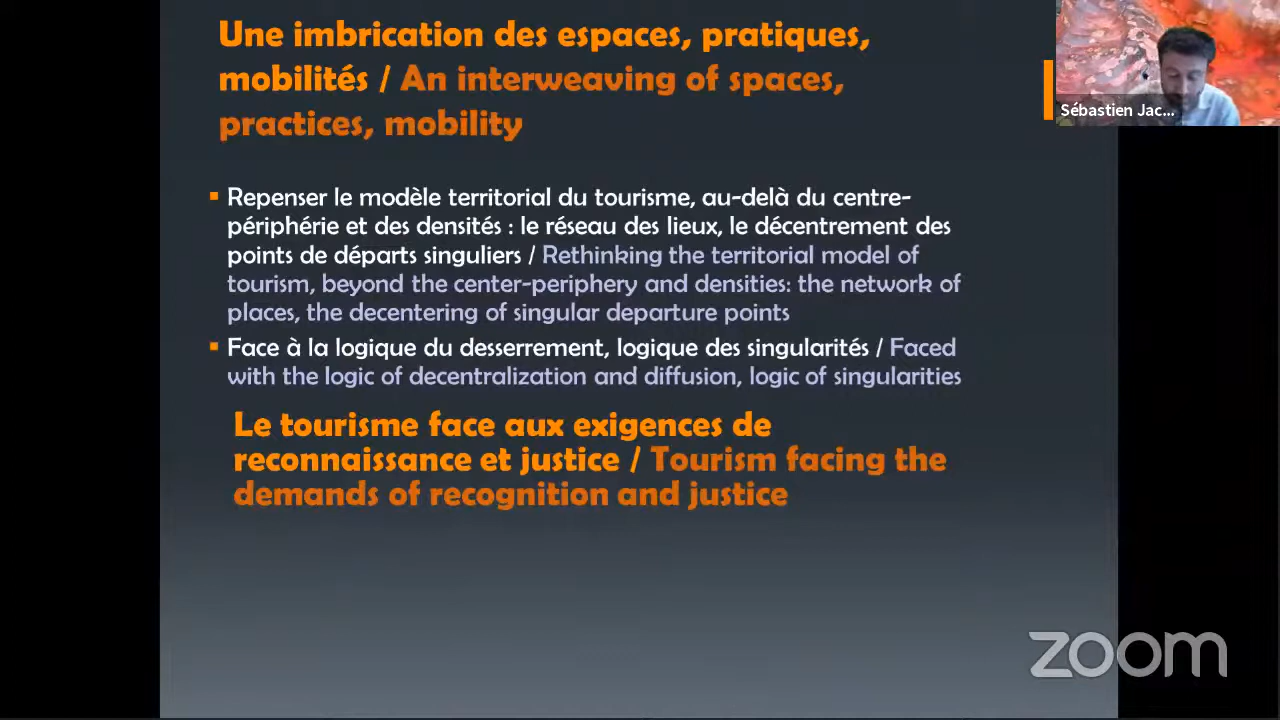 Une imbrication des espaces, pratiques,
mobilités / An interweaving of spaces,
practices, mobility
Sébastien Jac...
Repenser le modèle territorial du tourisme, au-delà du centre-
périphérie et des densités : le réseau des lieux, le décentrement des
points de départs singuliers / Rethinking the territorial model of
tourism, beyond the center-periphery and densities: the network of
places, the decentering of singular departure points
Face à la logique du desserrement, logique des singularités / Faced
with the logic of decentralization and diffusion, logic of singularities
Le tourisme face aux exigences de
reconnaissance et justice / Tourism facing the
demands of recognition and justice
zoom